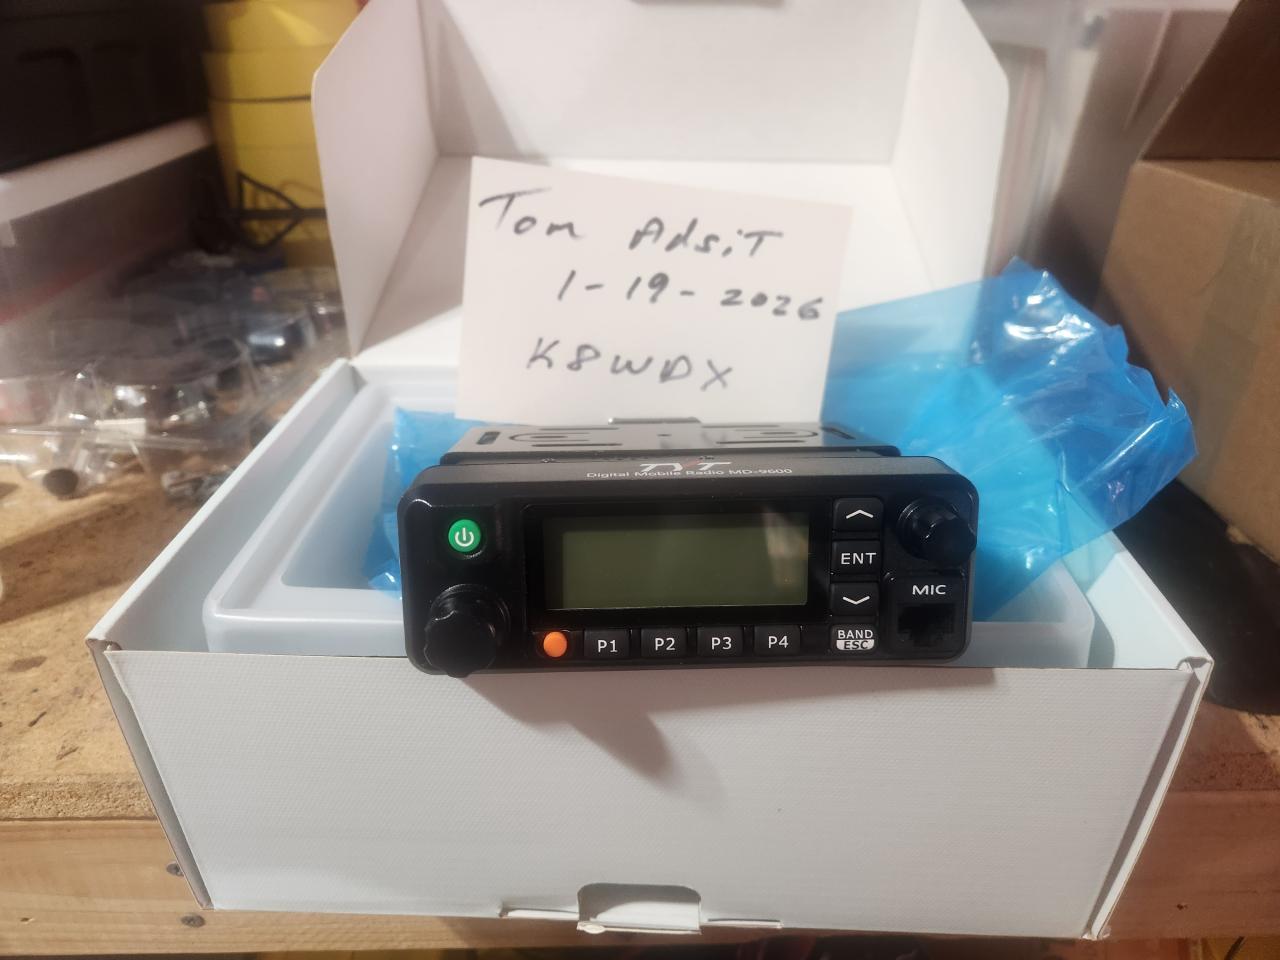 Tom AdsiT
1-19-2026
K8WDX
TYT
Digital Mobile Radio MD-9600
ENT
MIC
P1 P2 P3 P4
BAND
ESC